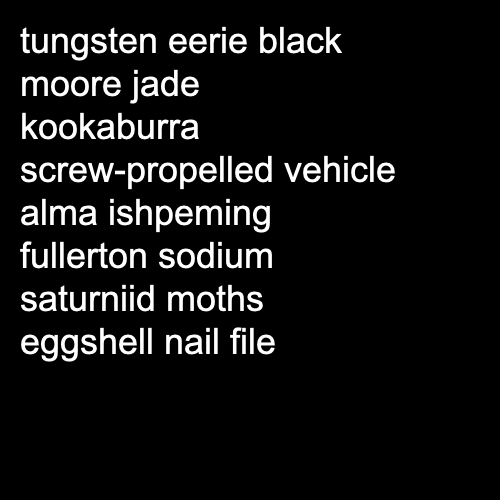 tungsten eerie black
moore jade
kookaburra
screw-propelled vehicle
alma ishpeming
fullerton sodium
saturniid moths
eggshell nail file